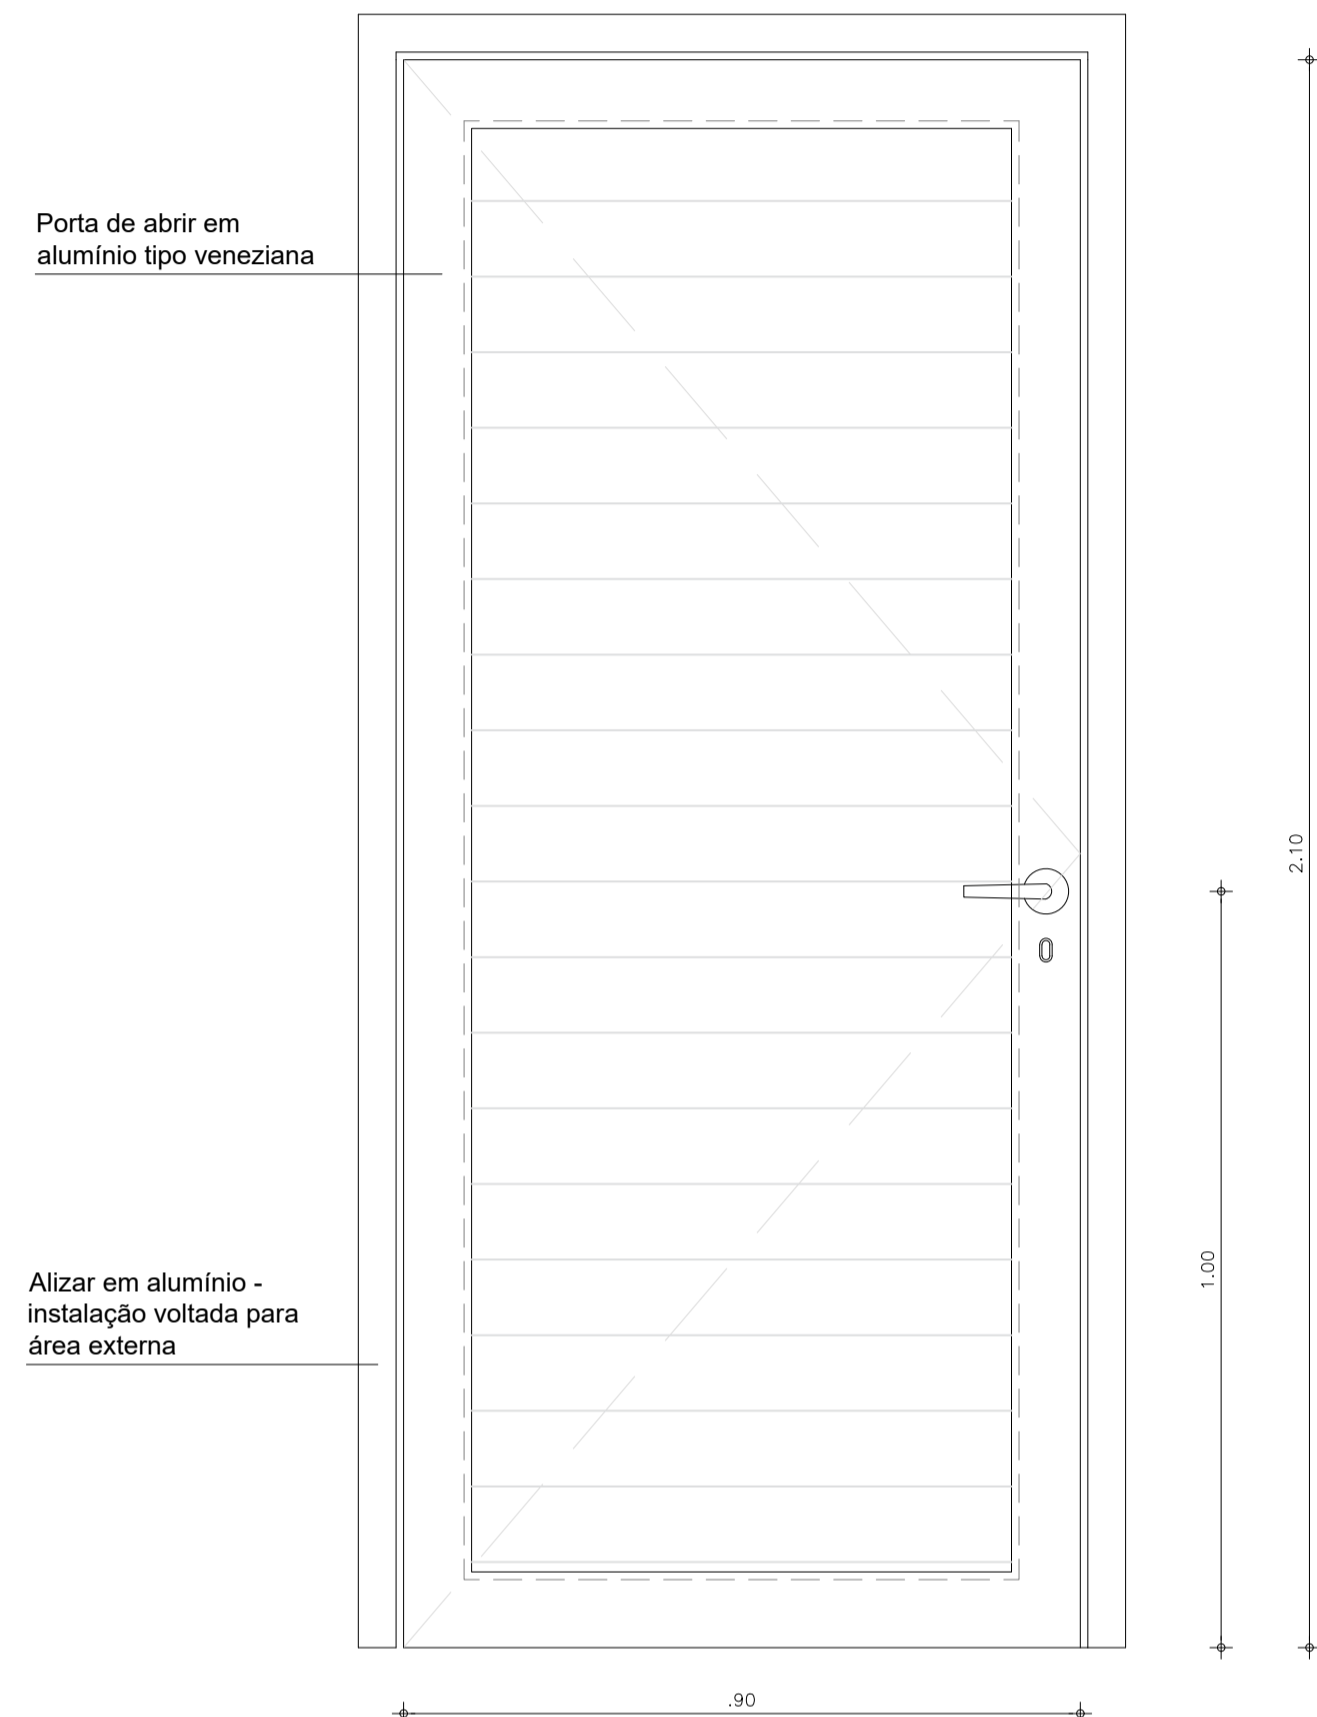 Porta de abrir em
alumínio tipo veneziana
2.10
1.00
Alizar em alumínio -
instalação voltada para
área externa
.90